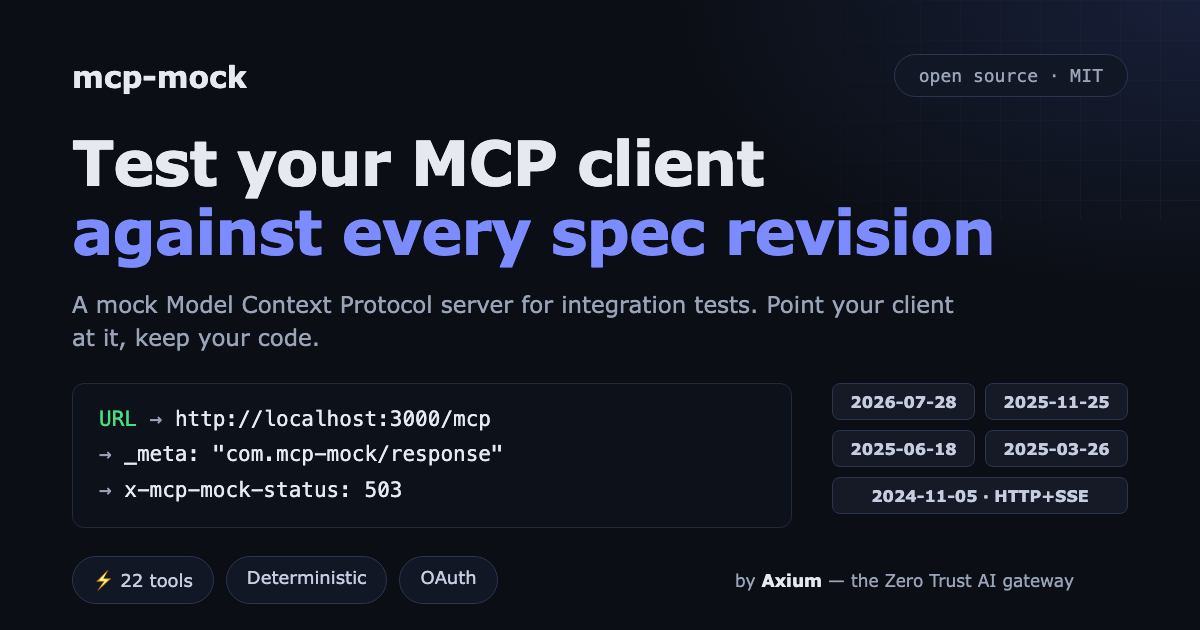 mcp-mock
open source · MIT
Test your MCP client
against every spec revision
A mock Model Context Protocol server for integration tests. Point your client
at it, keep your code.
URL → http://localhost:3000/mcp
→ _meta: "com.mcp-mock/response"
→ x-mcp-mock-status: 503
2026-07-28
2025-11-25
2025-06-18
2025-03-26
2024-11-05 · HTTP+SSE
⚡ 22 tools
Deterministic
OAuth
by Axium — the Zero Trust AI gateway